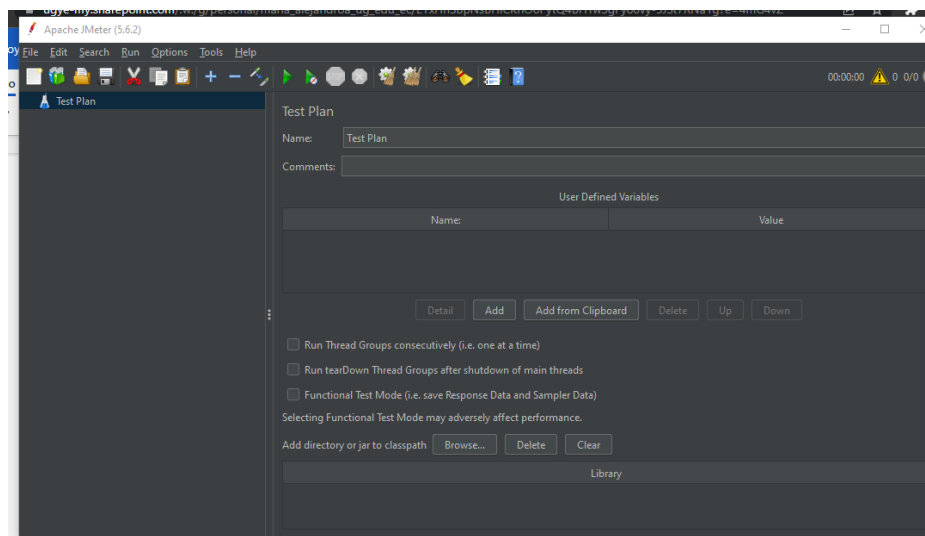 Apache JMeter (5.6.2)
File Edit Search Run Options Tools Help
00:00:00 0 0/0
Test Plan
Test Plan
Name: Test Plan
Comments:
User Defined Variables
Name: Value
Detail Add Add from Clipboard Delete Up Down
Run Thread Groups consecutively (i.e. one at a time)
Run tearDown Thread Groups after shutdown of main threads
Functional Test Mode (i.e. save Response Data and Sampler Data)
Selecting Functional Test Mode may adversely affect performance.
Add directory or jar to classpath Browse... Delete Clear
Library